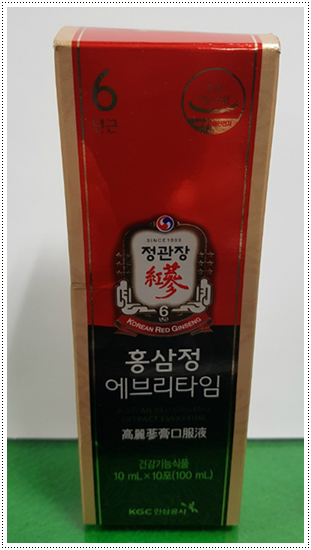 6
년근
SINCE 1899
정관장
紅蔘
6
년근
KOREAN RED GINSENG
홍삼정
에브리타임
高麗蔘膏口服液
건강기능식품
10 mL×10포(100 mL)
KGC 인삼공사